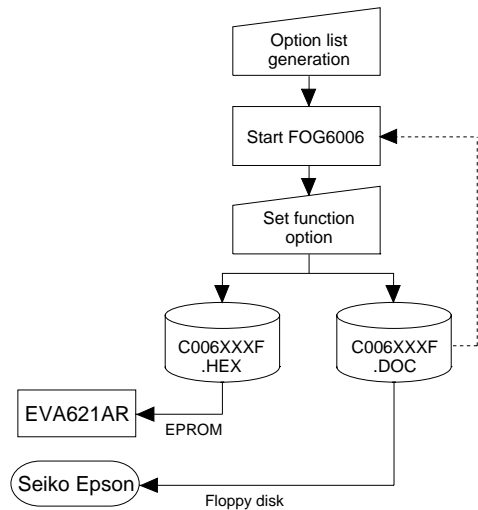 Option list
generation
Start FOG6006
Set function
option
C006XXXF
.HEX
C006XXXF
.DOC
EVA621AR
EPROM
Seiko Epson
Floppy disk